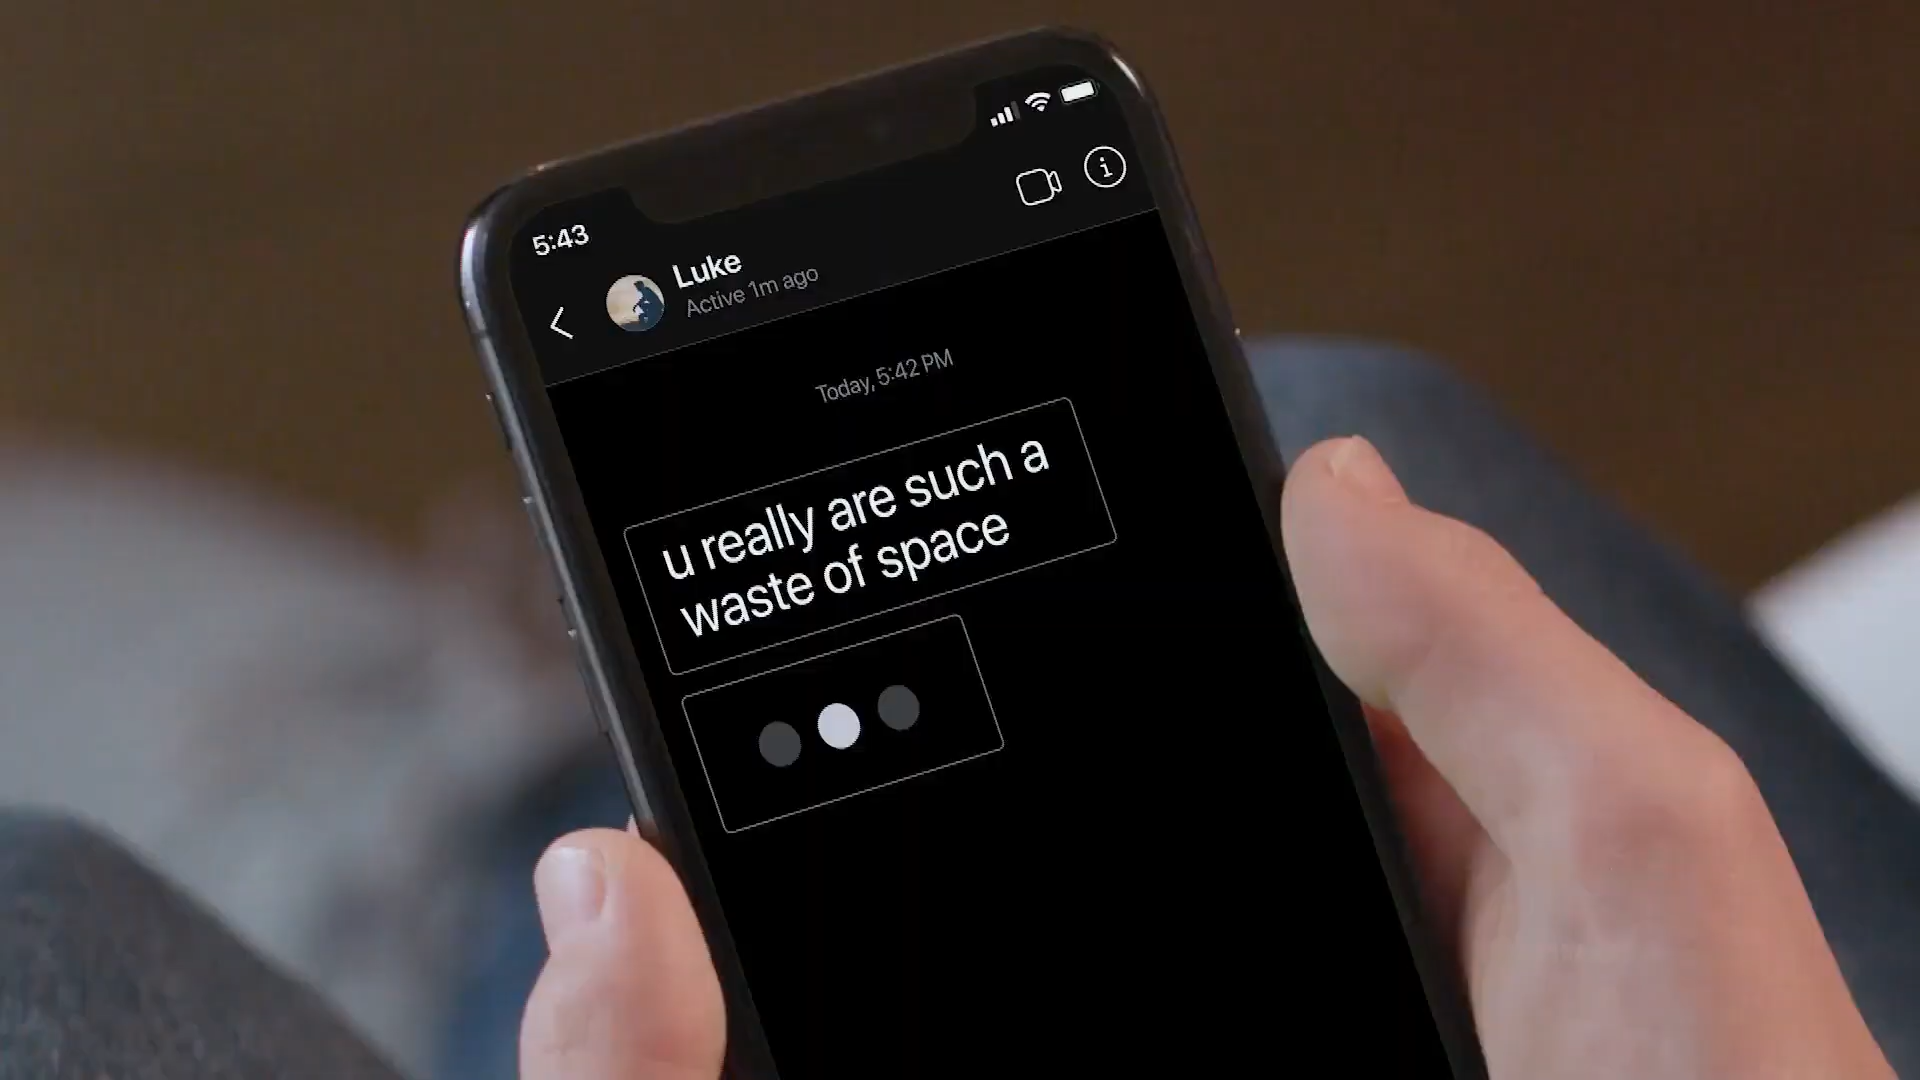 5:43
Luke
Active 1m ago
Today, 5:42 PM
u really are such a
waste of space